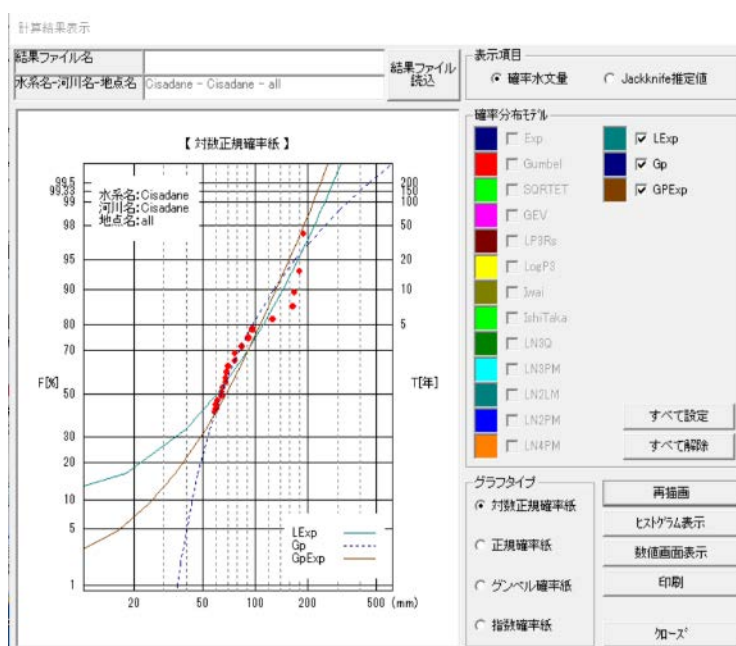 計算結果表示
結果ファイル名
水系名-河川名-地点名 Cisadane - Cisadane - all
結果ファイル
読込
表示項目
確率水文量
Jackknife推定値
【 対数正規確率紙 】
水系名:Cisadane
河川名:Cisadane
地点名:all
99.5
99.33
99
98
95
90
80
70
50
30
20
10
5
1
F[%]
200
150
100
50
20
10
5
T[年]
LExp
Gp
GpExp
20 50 100 200 500 (mm)
確率分布モデル
Exp
Gumbel
SQRTET
GEV
LP3Rs
LogP3
Iwai
IshiTaka
LN3Q
LN3PM
LN2LM
LN2PM
LN4PM
LExp
Gp
GPExp
すべて設定
すべて解除
グラフタイプ
対数正規確率紙
正規確率紙
グンベル確率紙
指数確率紙
再描画
ヒストグラム表示
数値画面表示
印刷
クローズ